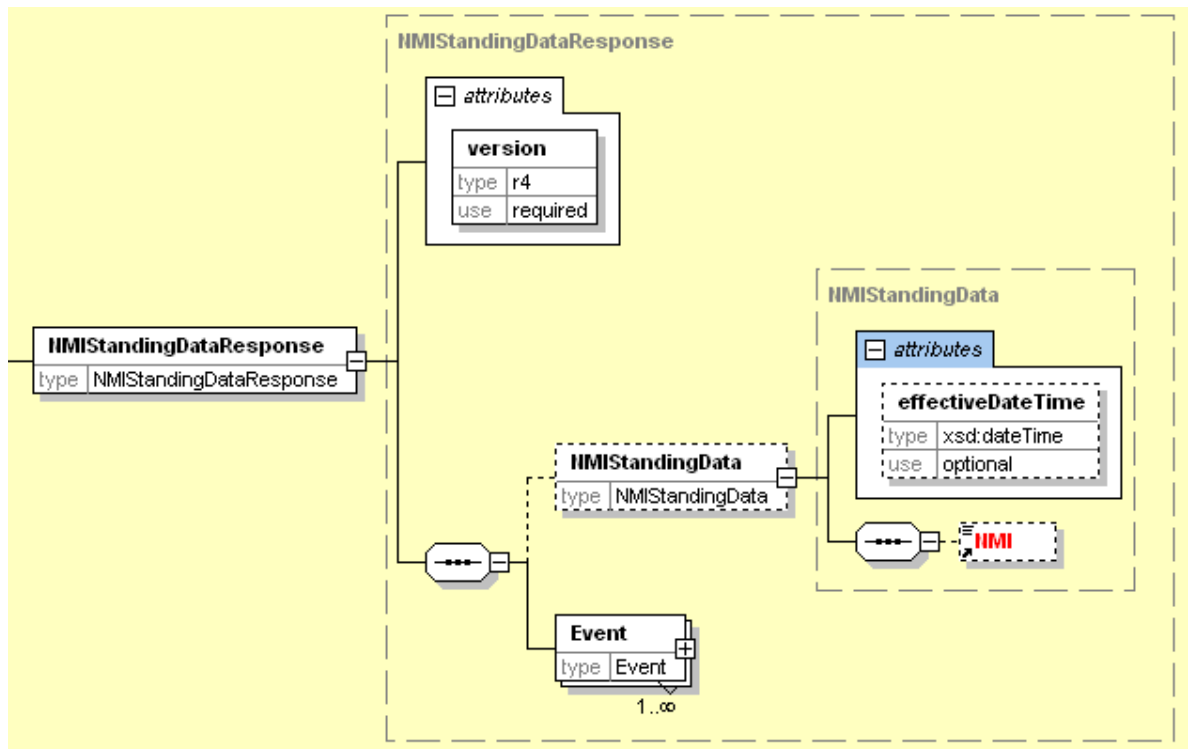 NMIStandingDataResponse
attributes
version
type r4
use required
NMIStandingData
attributes
NMIStandingDataResponse
type NMIStandingDataResponse
effectiveDateTime
type xsd:dateTime
use optional
NMIStandingData
type NMIStandingData
NMI
Event
type Event
1..∞